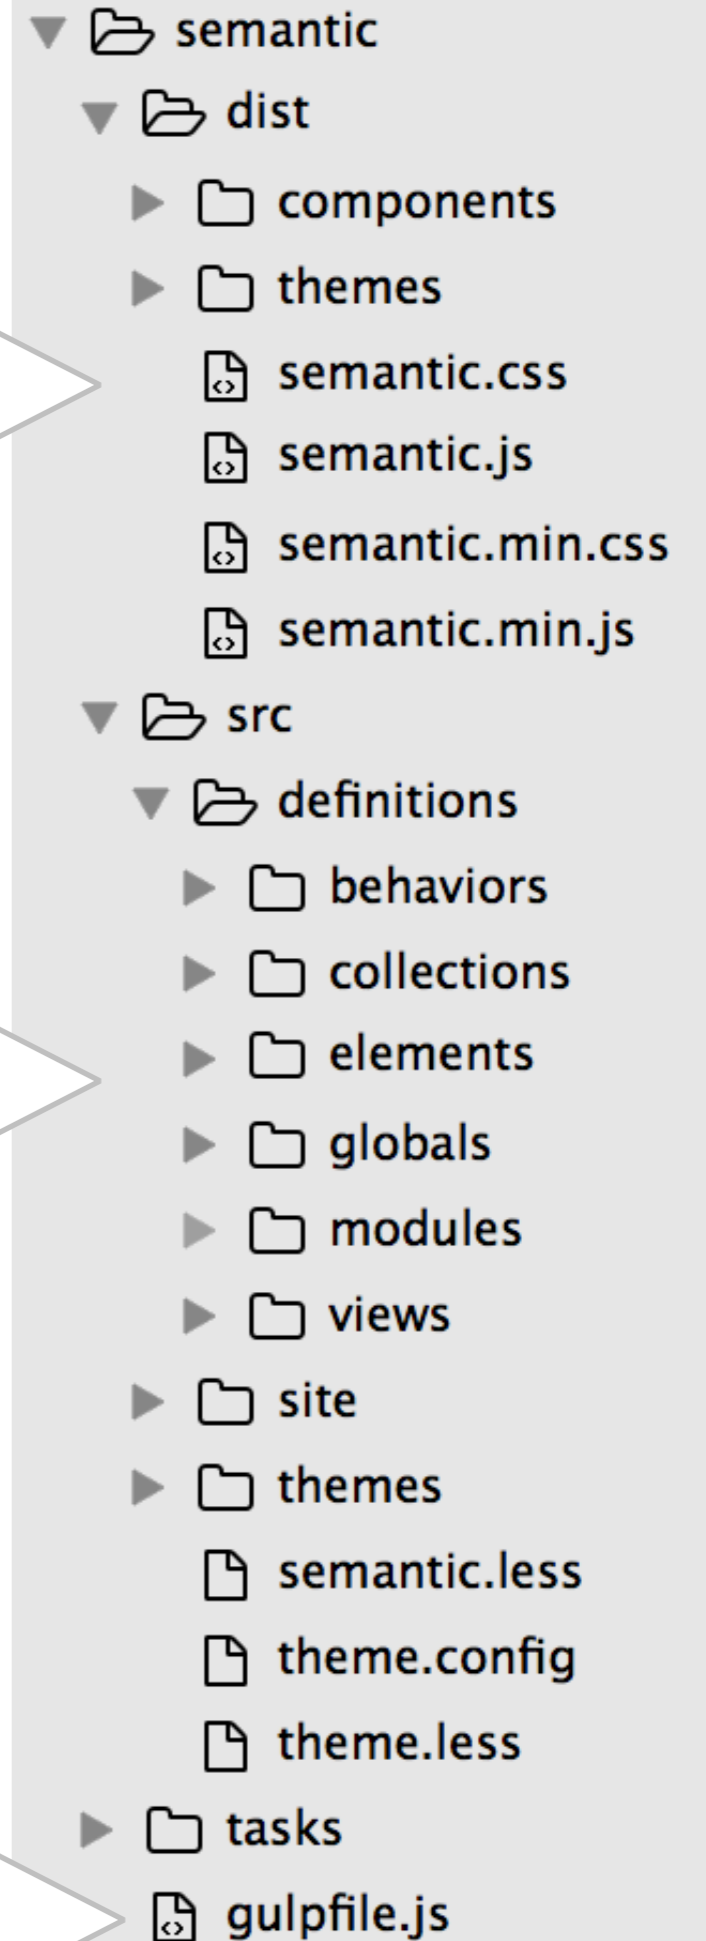 semantic
dist
components
themes
semantic.css
semantic.js
semantic.min.css
semantic.min.js
src
definitions
behaviors
collections
elements
globals
modules
views
site
themes
semantic.less
theme.config
theme.less
tasks
gulpfile.js